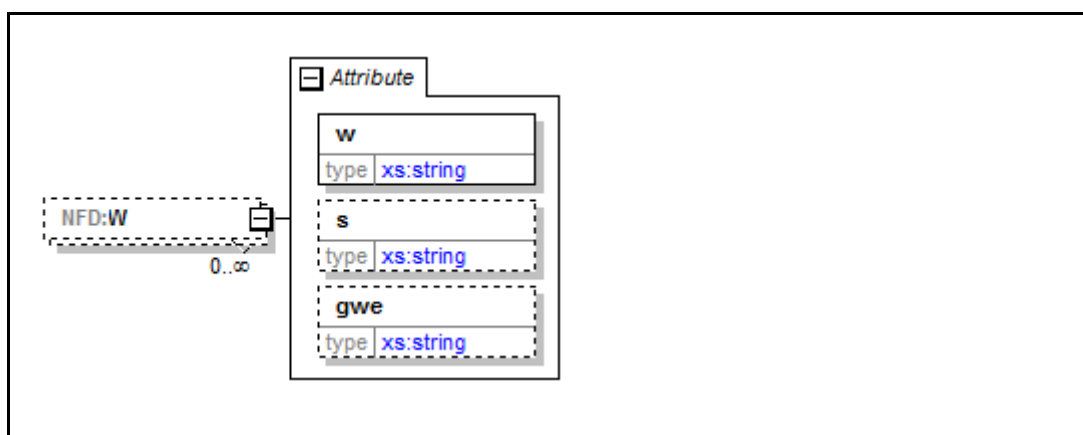 Attribute
w
type xs:string
NFD:W
s
type xs:string
0..∞
gwe
type xs:string